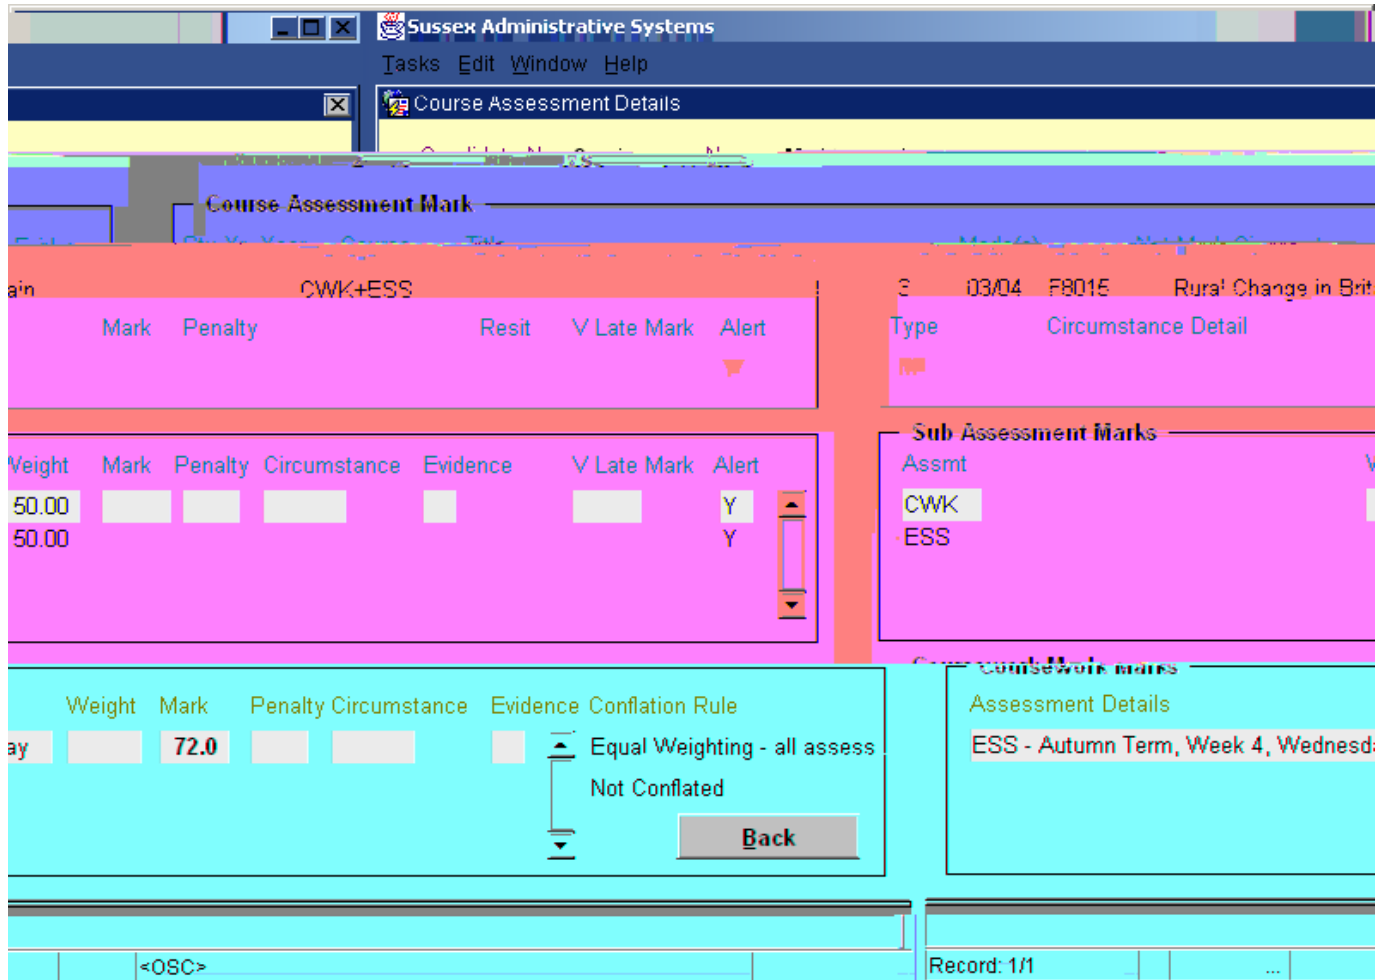 Sussex Administrative Systems
Tasks Edit Window Help
Course Assessment Details
Course Assessment Mark
Title
ain CWK+ESS 03/04 Rural Change in Brit
Mark Penalty Resit V Late Mark Alert Type Circumstance Detail
Sub Assessment Marks
Weight Mark Penalty Circumstance Evidence V Late Mark Alert Assmt
50.00 Y CWK
50.00 Y ESS
Weight Mark Penalty Circumstance Evidence Conflation Rule Assessment Details
ay 72.0 Equal Weighting - all assess ESS - Autumn Term, Week 4, Wednesda
Not Conflated
Back
<OSC> Record: 1/1 ...